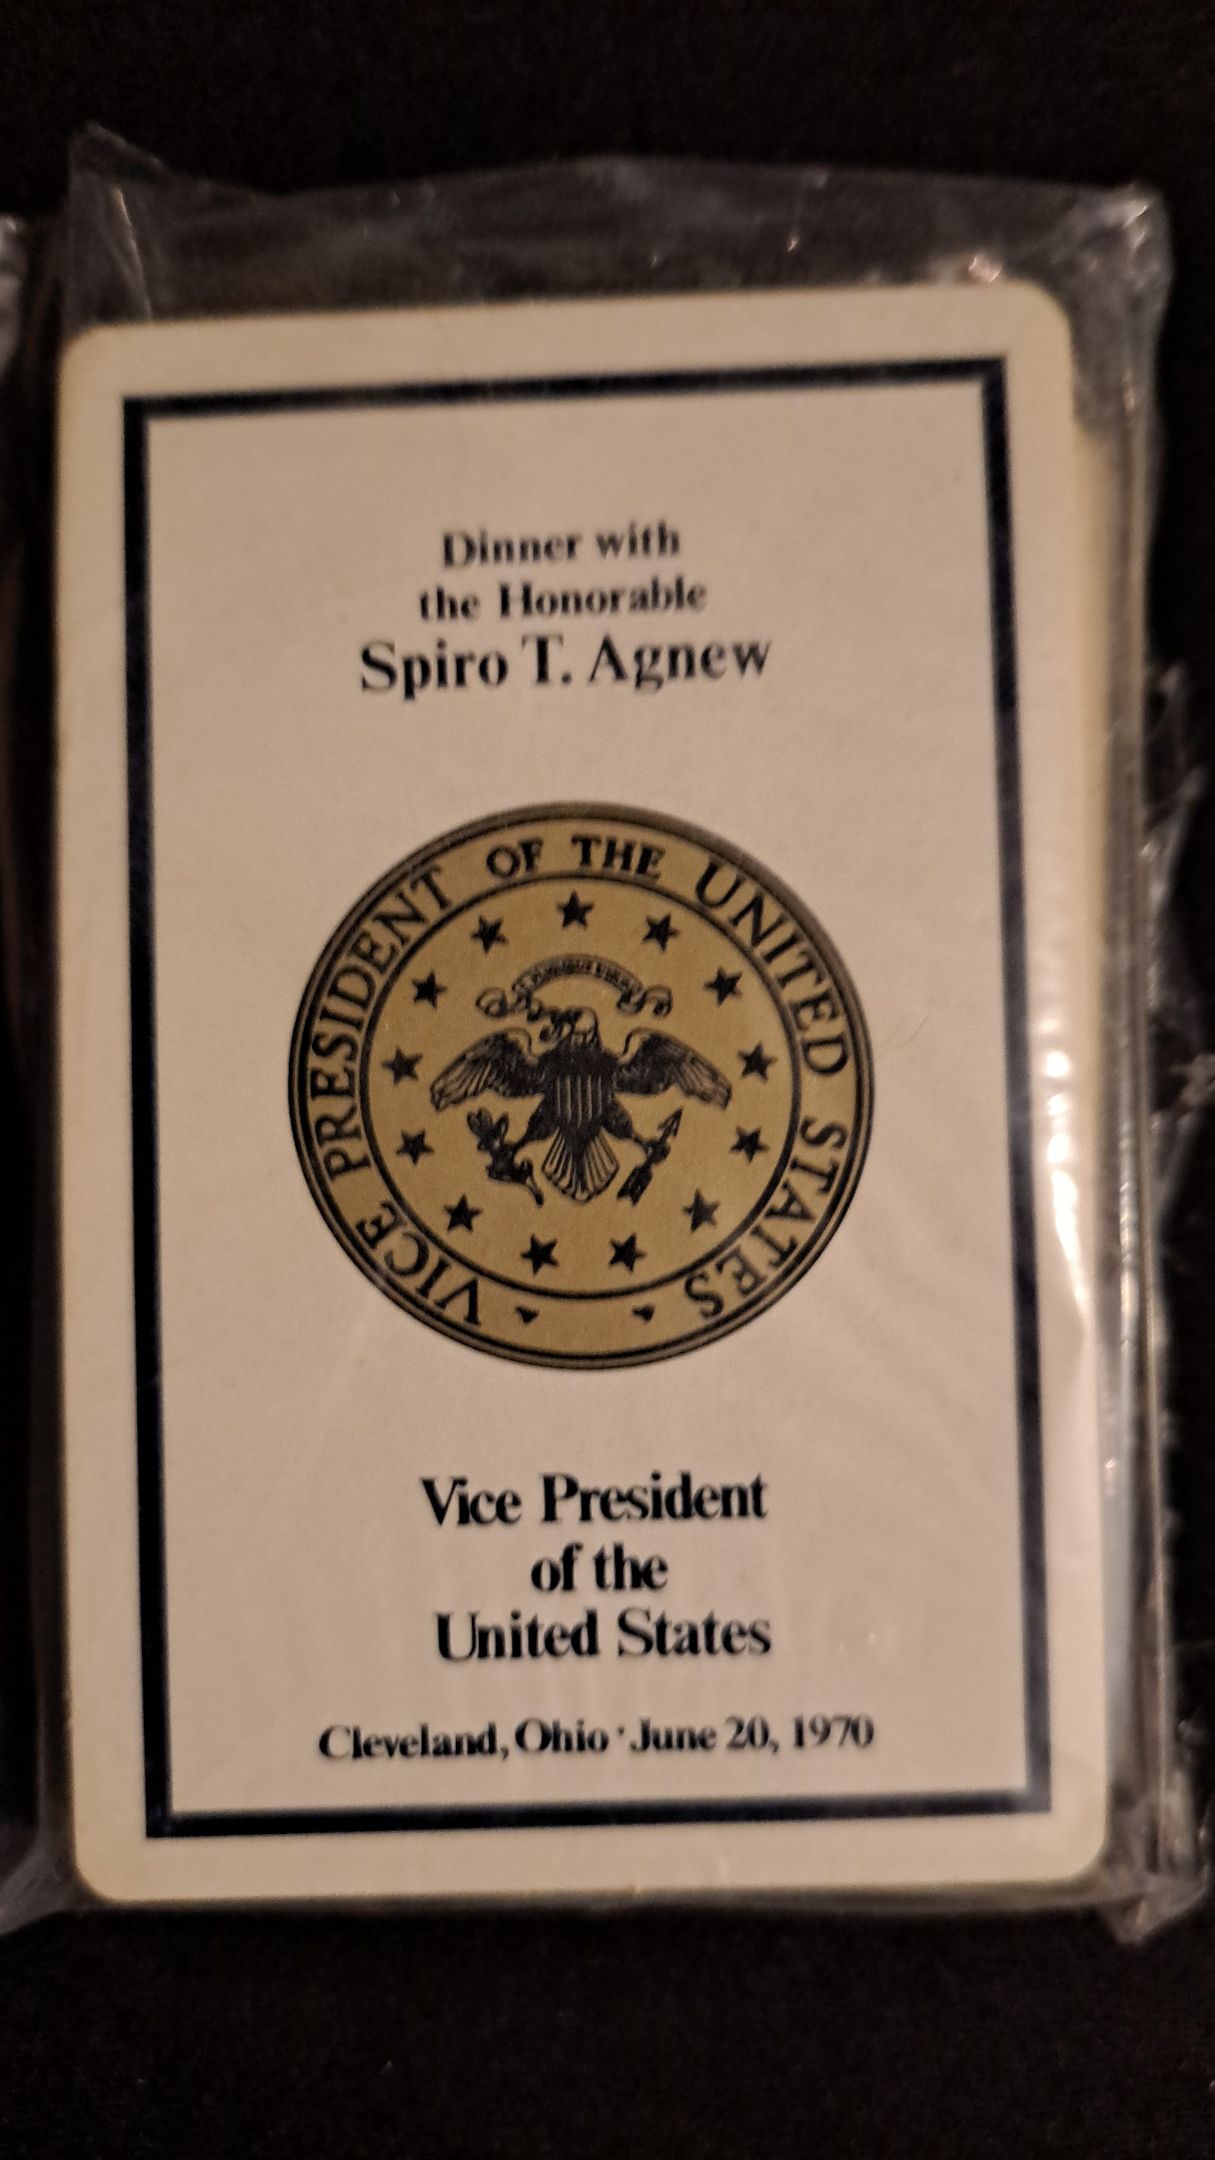 Dinner with
the Honorable
Spiro T. Agnew
VICE PRESIDENT OF THE UNITED STATES
Vice President
of the
United States
Cleveland, Ohio · June 20, 1970